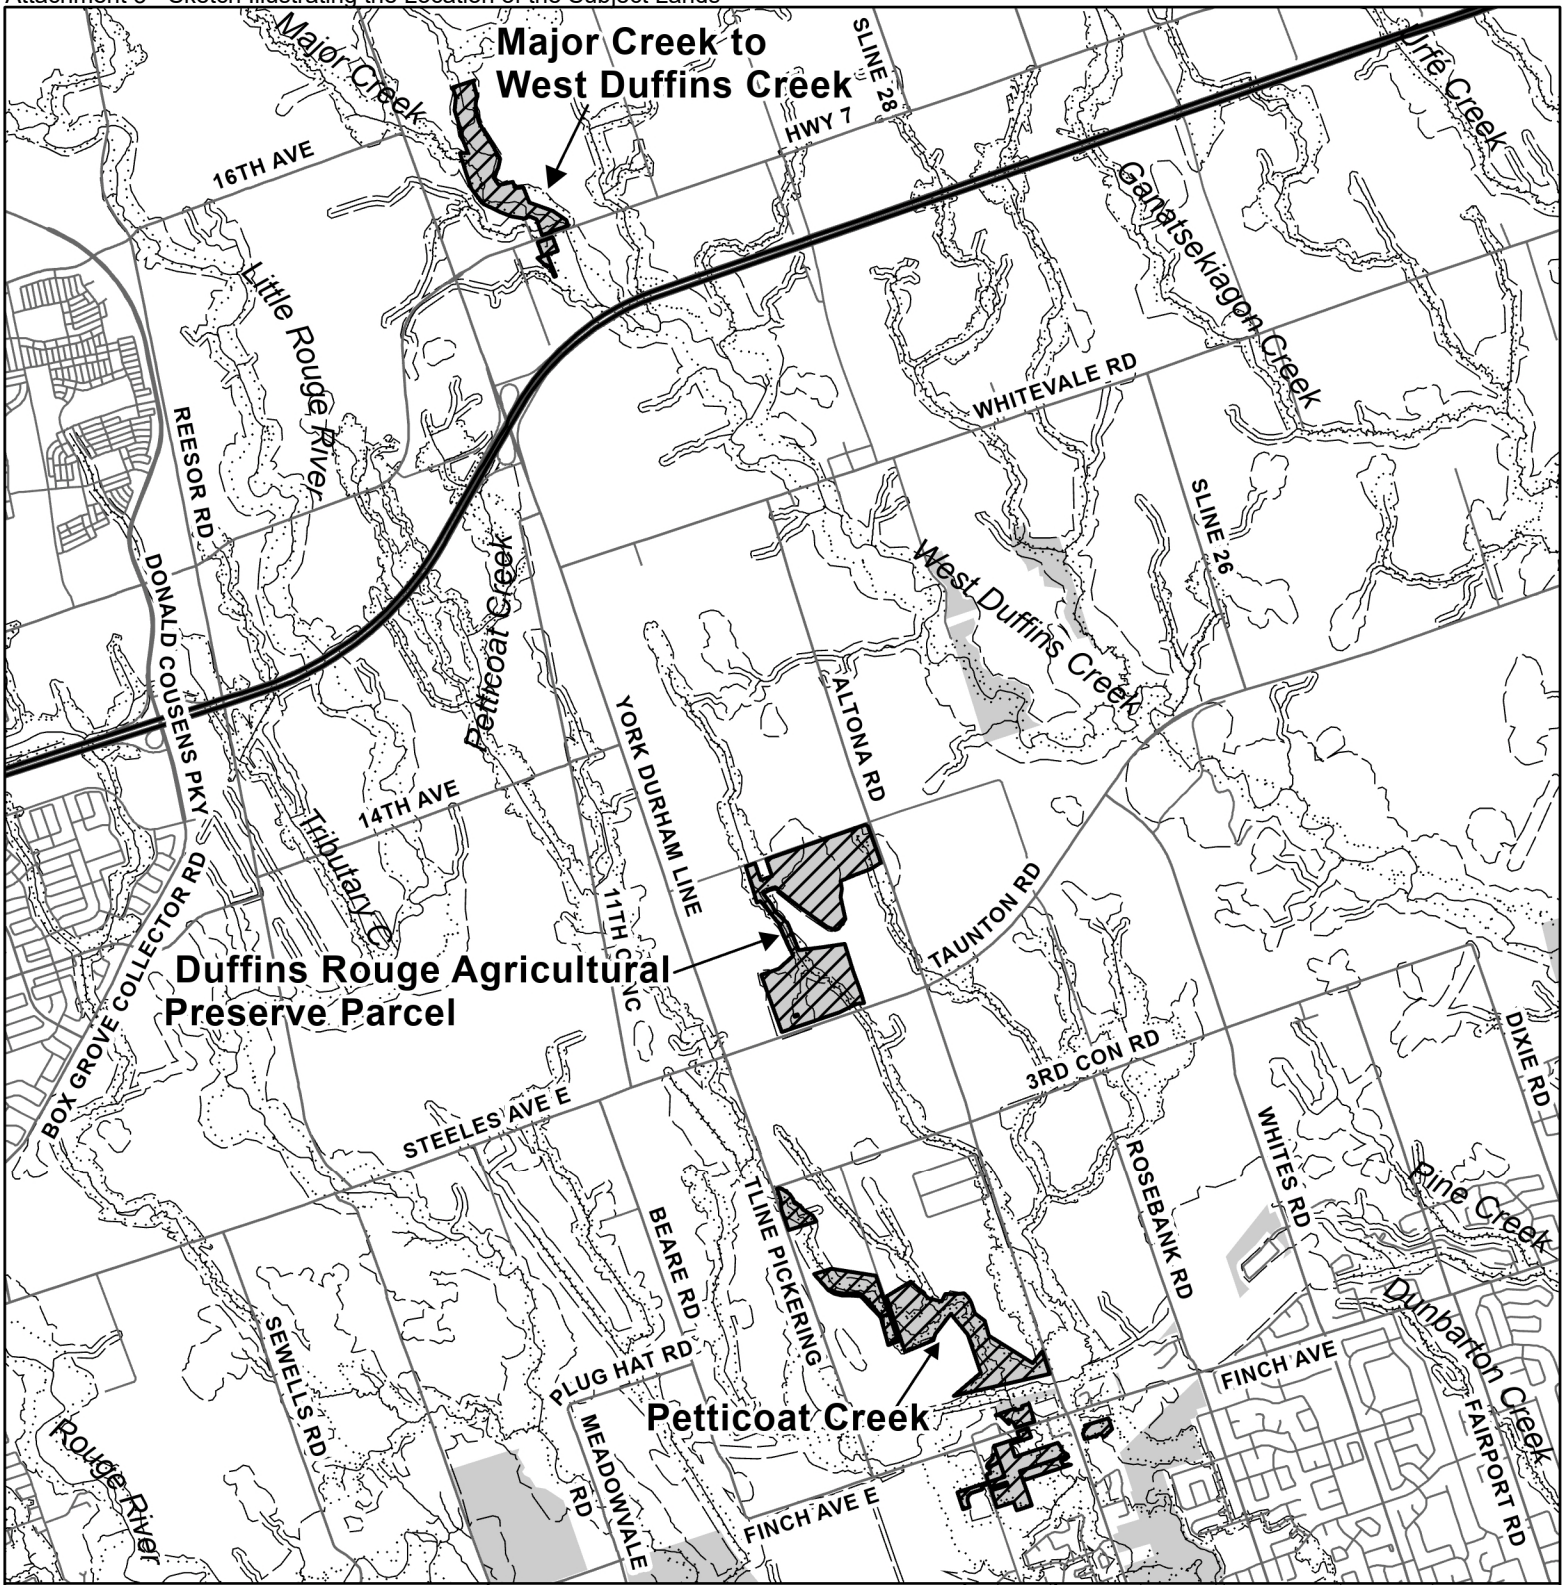 Attachment 3 - Sketch Illustrating the Location of the Subject Lands
Major Creek
Major Creek to
West Duffins Creek
SLINE 28
HWY 7
Urfé Creek
16TH AVE
Ganatsekiagon Creek
Little Rouge River
WHITEVALE RD
REESOR RD
SLINE 26
Petticoat Creek
West Duffins Creek
DONALD COUSENS PKY
YORK DURHAM LINE
ALTONA RD
14TH AVE
Tributary C
BOX GROVE COLLECTOR RD
11TH CONC
TAUNTON RD
Duffins Rouge Agricultural
Preserve Parcel
DIXIE RD
3RD CON RD
STEELES AVE E
WHITES RD
ROSEBANK RD
Pine Creek
BEARE RD
TLINE PICKERING
SEWELLS RD
Dunbarton Creek
PLUG HAT RD
FINCH AVE
Petticoat Creek
FAIRPORT RD
MEADOWVALE
RD
Rouge River
FINCH AVE E